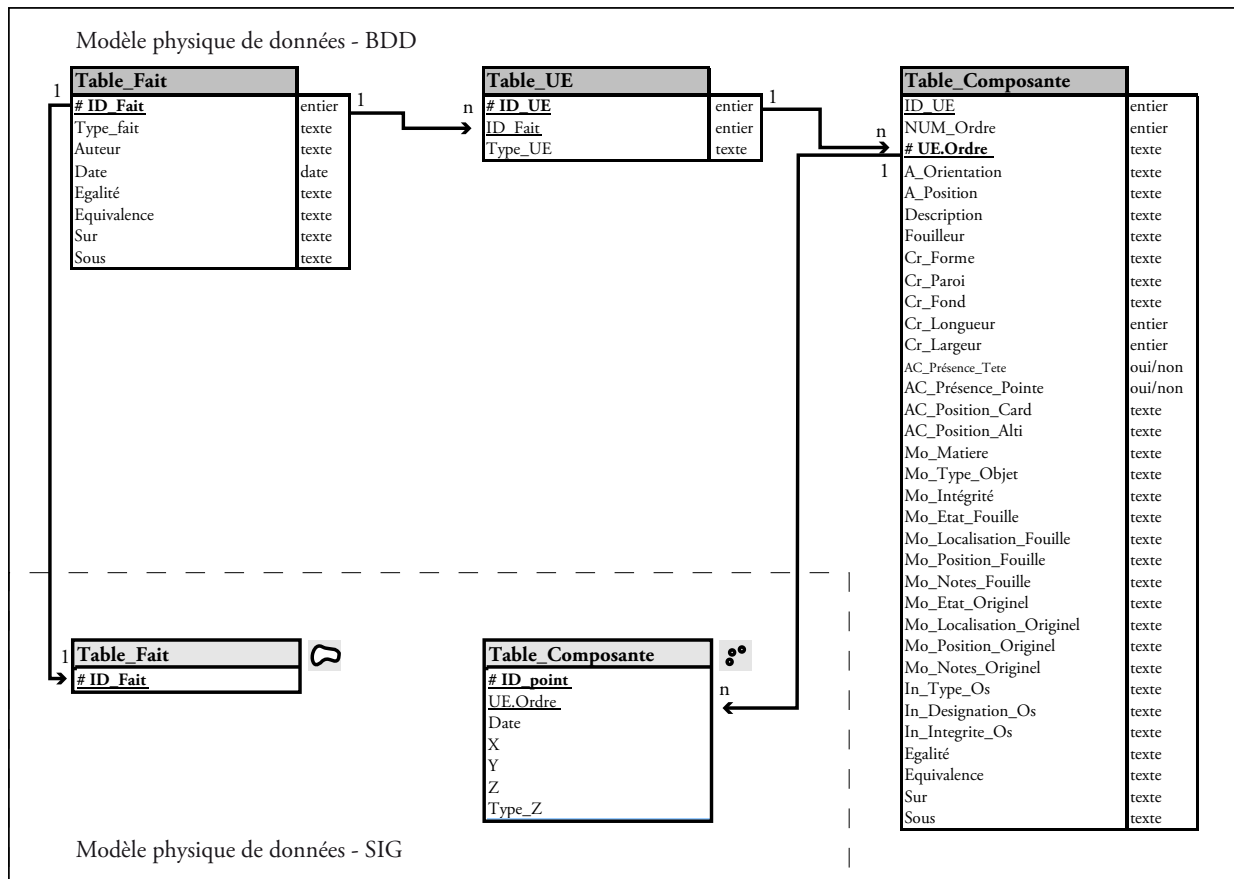 Modèle physique de données - BDD
Table_Fait
# ID_Fait entier
Type_fait texte
Auteur texte
Date date
Egalité texte
Equivalence texte
Sur texte
Sous texte
1
1
n
Table_UE
# ID_UE entier
ID_Fait entier
Type_UE texte
1
n
1
Table_Composante
ID_UE entier
NUM_Ordre entier
# UE.Ordre texte
A_Orientation texte
A_Position texte
Description texte
Fouilleur texte
Cr_Forme texte
Cr_Paroi texte
Cr_Fond texte
Cr_Longueur entier
Cr_Largeur entier
AC_Présence_Tete oui/non
AC_Présence_Pointe oui/non
AC_Position_Card texte
AC_Position_Alti texte
Mo_Matiere texte
Mo_Type_Objet texte
Mo_Intégrité texte
Mo_Etat_Fouille texte
Mo_Localisation_Fouille texte
Mo_Position_Fouille texte
Mo_Notes_Fouille texte
Mo_Etat_Originel texte
Mo_Localisation_Originel texte
Mo_Position_Originel texte
Mo_Notes_Originel texte
In_Type_Os texte
In_Designation_Os texte
In_Integrite_Os texte
Egalité texte
Equivalence texte
Sur texte
Sous texte
1
Table_Fait
# ID_Fait
Table_Composante
# ID_point
UE.Ordre
Date
X
Y
Z
Type_Z
n
Modèle physique de données - SIG